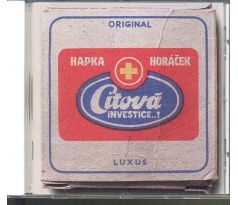 ORIGINAL
HAPKA HORÁČEK
Citová
INVESTICE..?
LUXUS